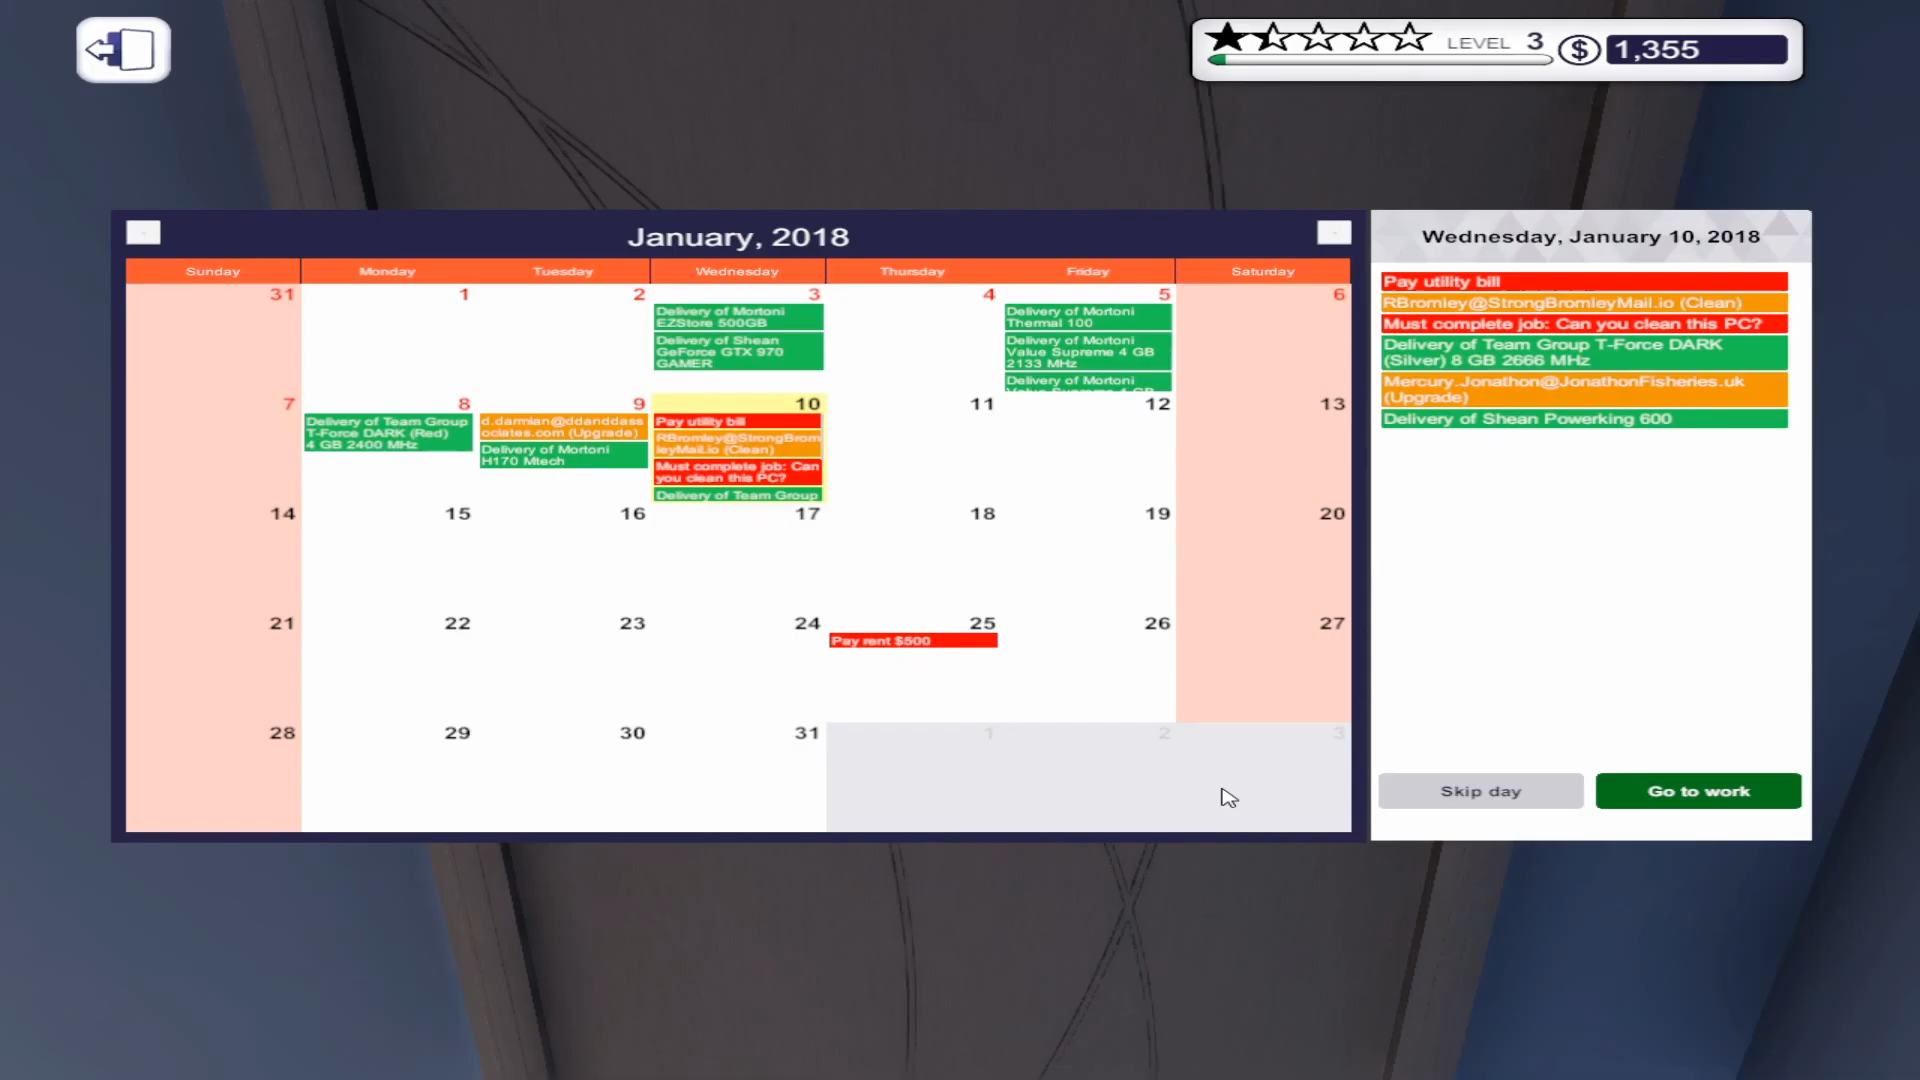 LEVEL 3
$ 1,355
January, 2018
Sunday Monday Tuesday Wednesday Thursday Friday Saturday
31 1 2 3 4 5 6
Delivery of Mortoni
EZStore 500GB
Delivery of Shean
GeForce GTX 970
GAMER
Delivery of Mortoni
Thermal 100
Delivery of Mortoni
Value Supreme 4 GB
2133 MHz
Delivery of Mortoni
Value Supreme 4 GB
7 8 9 10 11 12 13
Delivery of Team Group
T-Force DARK (Red)
4 GB 2400 MHz
d.darmian@ddanddass
ociates.com (Upgrade)
Delivery of Mortoni
H170 Mtech
Pay utility bill
RBromley@StrongBrom
leyMail.io (Clean)
Must complete job: Can
you clean this PC?
Delivery of Team Group
14 15 16 17 18 19 20
21 22 23 24 25 26 27
Pay rent $500
28 29 30 31 1 2 3
Wednesday, January 10, 2018
Pay utility bill
RBromley@StrongBromleyMail.io (Clean)
Must complete job: Can you clean this PC?
Delivery of Team Group T-Force DARK
(Silver) 8 GB 2666 MHz
Mercury.Jonathon@JonathonFisheries.uk
(Upgrade)
Delivery of Shean Powerking 600
Skip day
Go to work